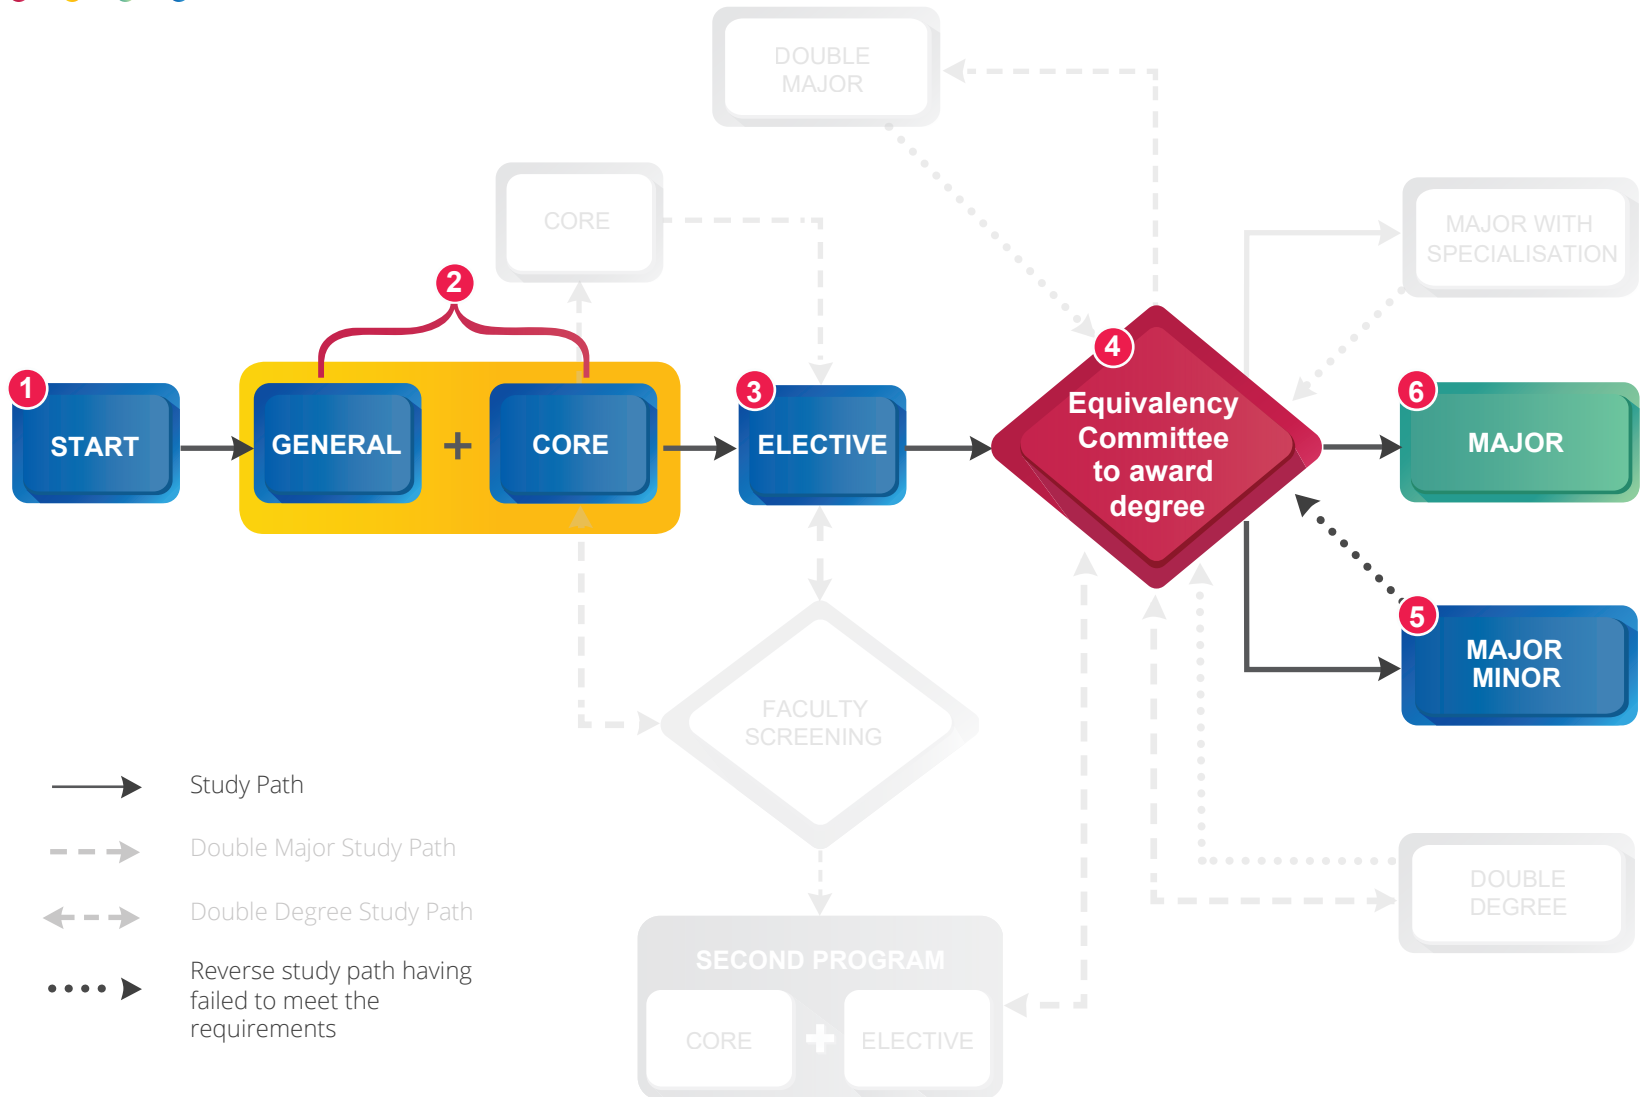 DOUBLE
MAJOR
CORE
MAJOR WITH
SPECIALISATION
2
1
START
GENERAL
+
CORE
3
ELECTIVE
4
Equivalency
Committee
to award
degree
6
MAJOR
5
MAJOR
MINOR
FACULTY
SCREENING
DOUBLE
DEGREE
SECOND PROGRAM
CORE
+
ELECTIVE
Study Path
Double Major Study Path
Double Degree Study Path
Reverse study path having
failed to meet the
requirements